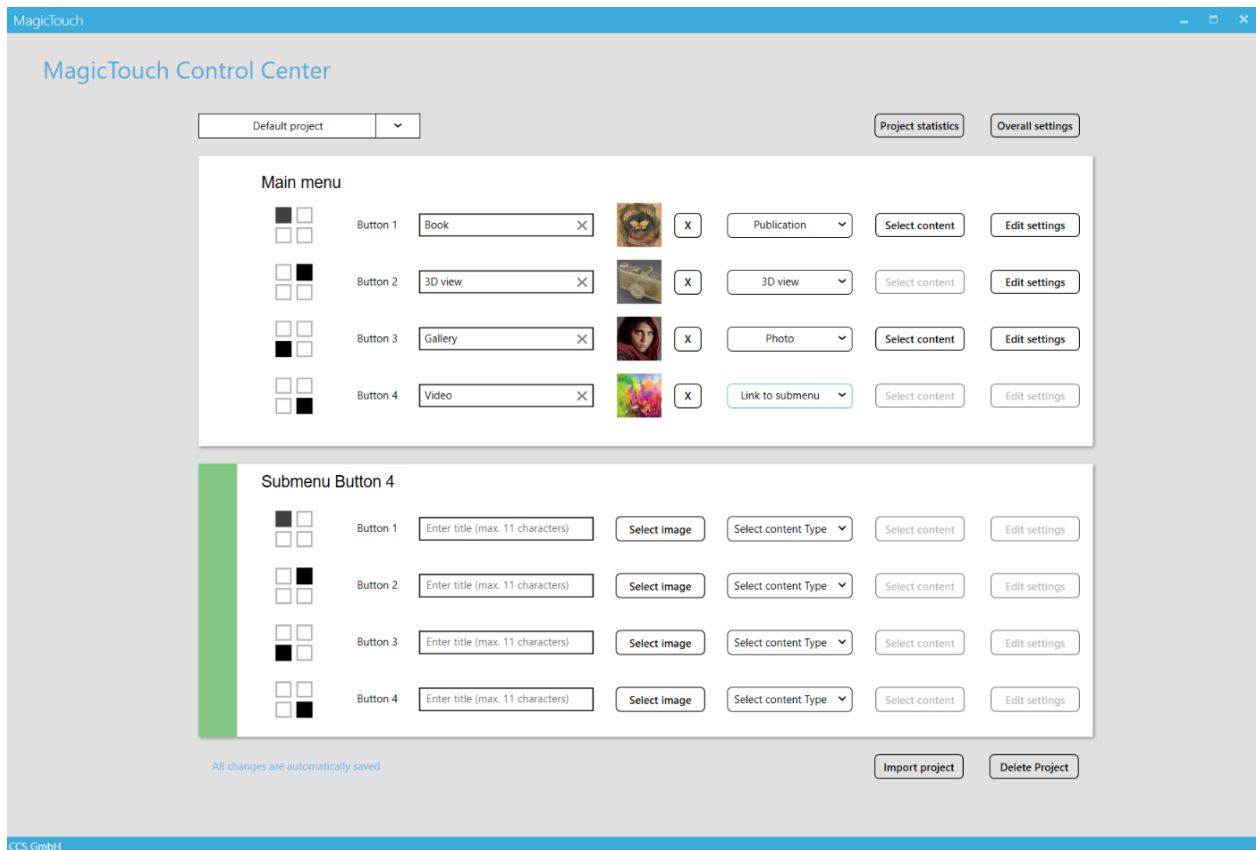 MagicTouch
MagicTouch Control Center
Default project
Project statistics
Overall settings
Main menu
Button 1 Book X Publication Select content Edit settings
Button 2 3D view X 3D view Select content Edit settings
Button 3 Gallery X Photo Select content Edit settings
Button 4 Video X Link to submenu Select content Edit settings
Submenu Button 4
Button 1 Enter title (max. 11 characters) Select image Select content Type Select content Edit settings
Button 2 Enter title (max. 11 characters) Select image Select content Type Select content Edit settings
Button 3 Enter title (max. 11 characters) Select image Select content Type Select content Edit settings
Button 4 Enter title (max. 11 characters) Select image Select content Type Select content Edit settings
All changes are automatically saved
Import project
Delete Project
CCS GmbH